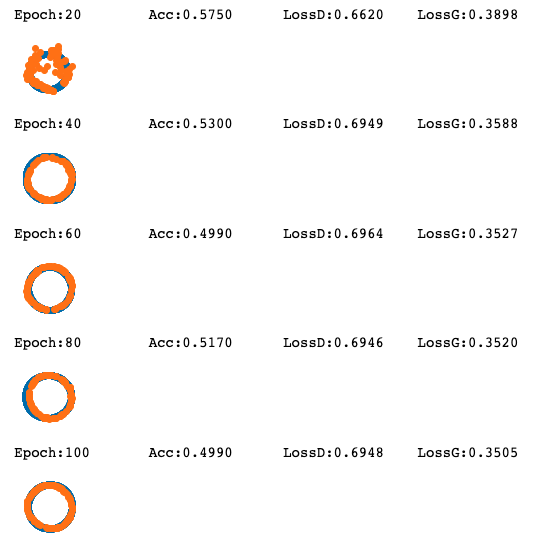 Epoch:20 Acc:0.5750 LossD:0.6620 LossG:0.3898
Epoch:40 Acc:0.5300 LossD:0.6949 LossG:0.3588
Epoch:60 Acc:0.4990 LossD:0.6964 LossG:0.3527
Epoch:80 Acc:0.5170 LossD:0.6946 LossG:0.3520
Epoch:100 Acc:0.4990 LossD:0.6948 LossG:0.3505